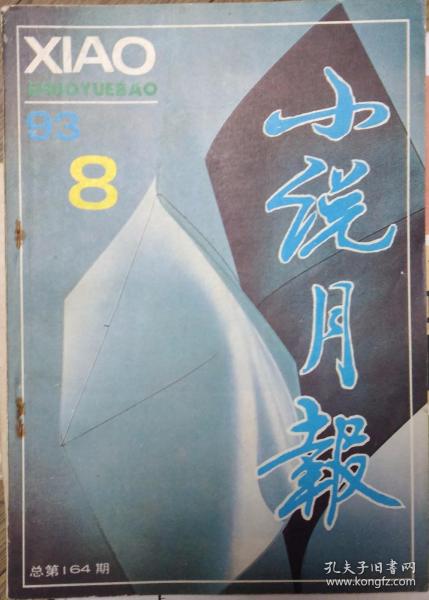 XIAO
SHUOYUEBAO
93
8
小说月報
总第164期
孔夫子旧书网
www.kongfz.com